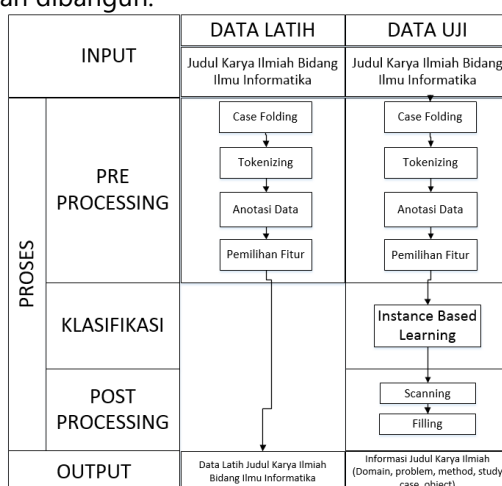 an dibangun.
INPUT
DATA LATIH
DATA UJI
Judul Karya Ilmiah Bidang
Ilmu Informatika
Judul Karya Ilmiah Bidang
Ilmu Informatika
PROSES
PRE
PROCESSING
Case Folding
Tokenizing
Anotasi Data
Pemilihan Fitur
Case Folding
Tokenizing
Anotasi Data
Pemilihan Fitur
KLASIFIKASI
Instance Based
Learning
POST
PROCESSING
Scanning
Filling
OUTPUT
Data Latih Judul Karya Ilmiah
Bidang Ilmu Informatika
Informasi Judul Karya Ilmiah
(Domain, problem, method, study
case, object)